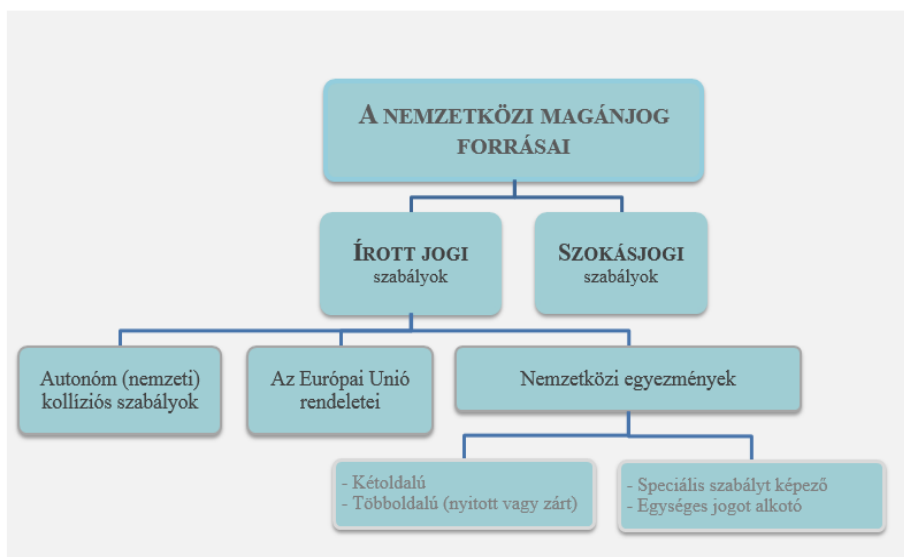 A NEMZETKÖZI MAGÁNJOG
FORRÁSAI
ÍROTT JOGI
szabályok
SZOKÁSJOGI
szabályok
Autonóm (nemzeti)
kollíziós szabályok
Az Európai Unió
rendeletei
Nemzetközi egyezmények
- Kétoldalú
- Többoldalú (nyitott vagy zárt)
- Speciális szabályt képező
- Egységes jogot alkotó